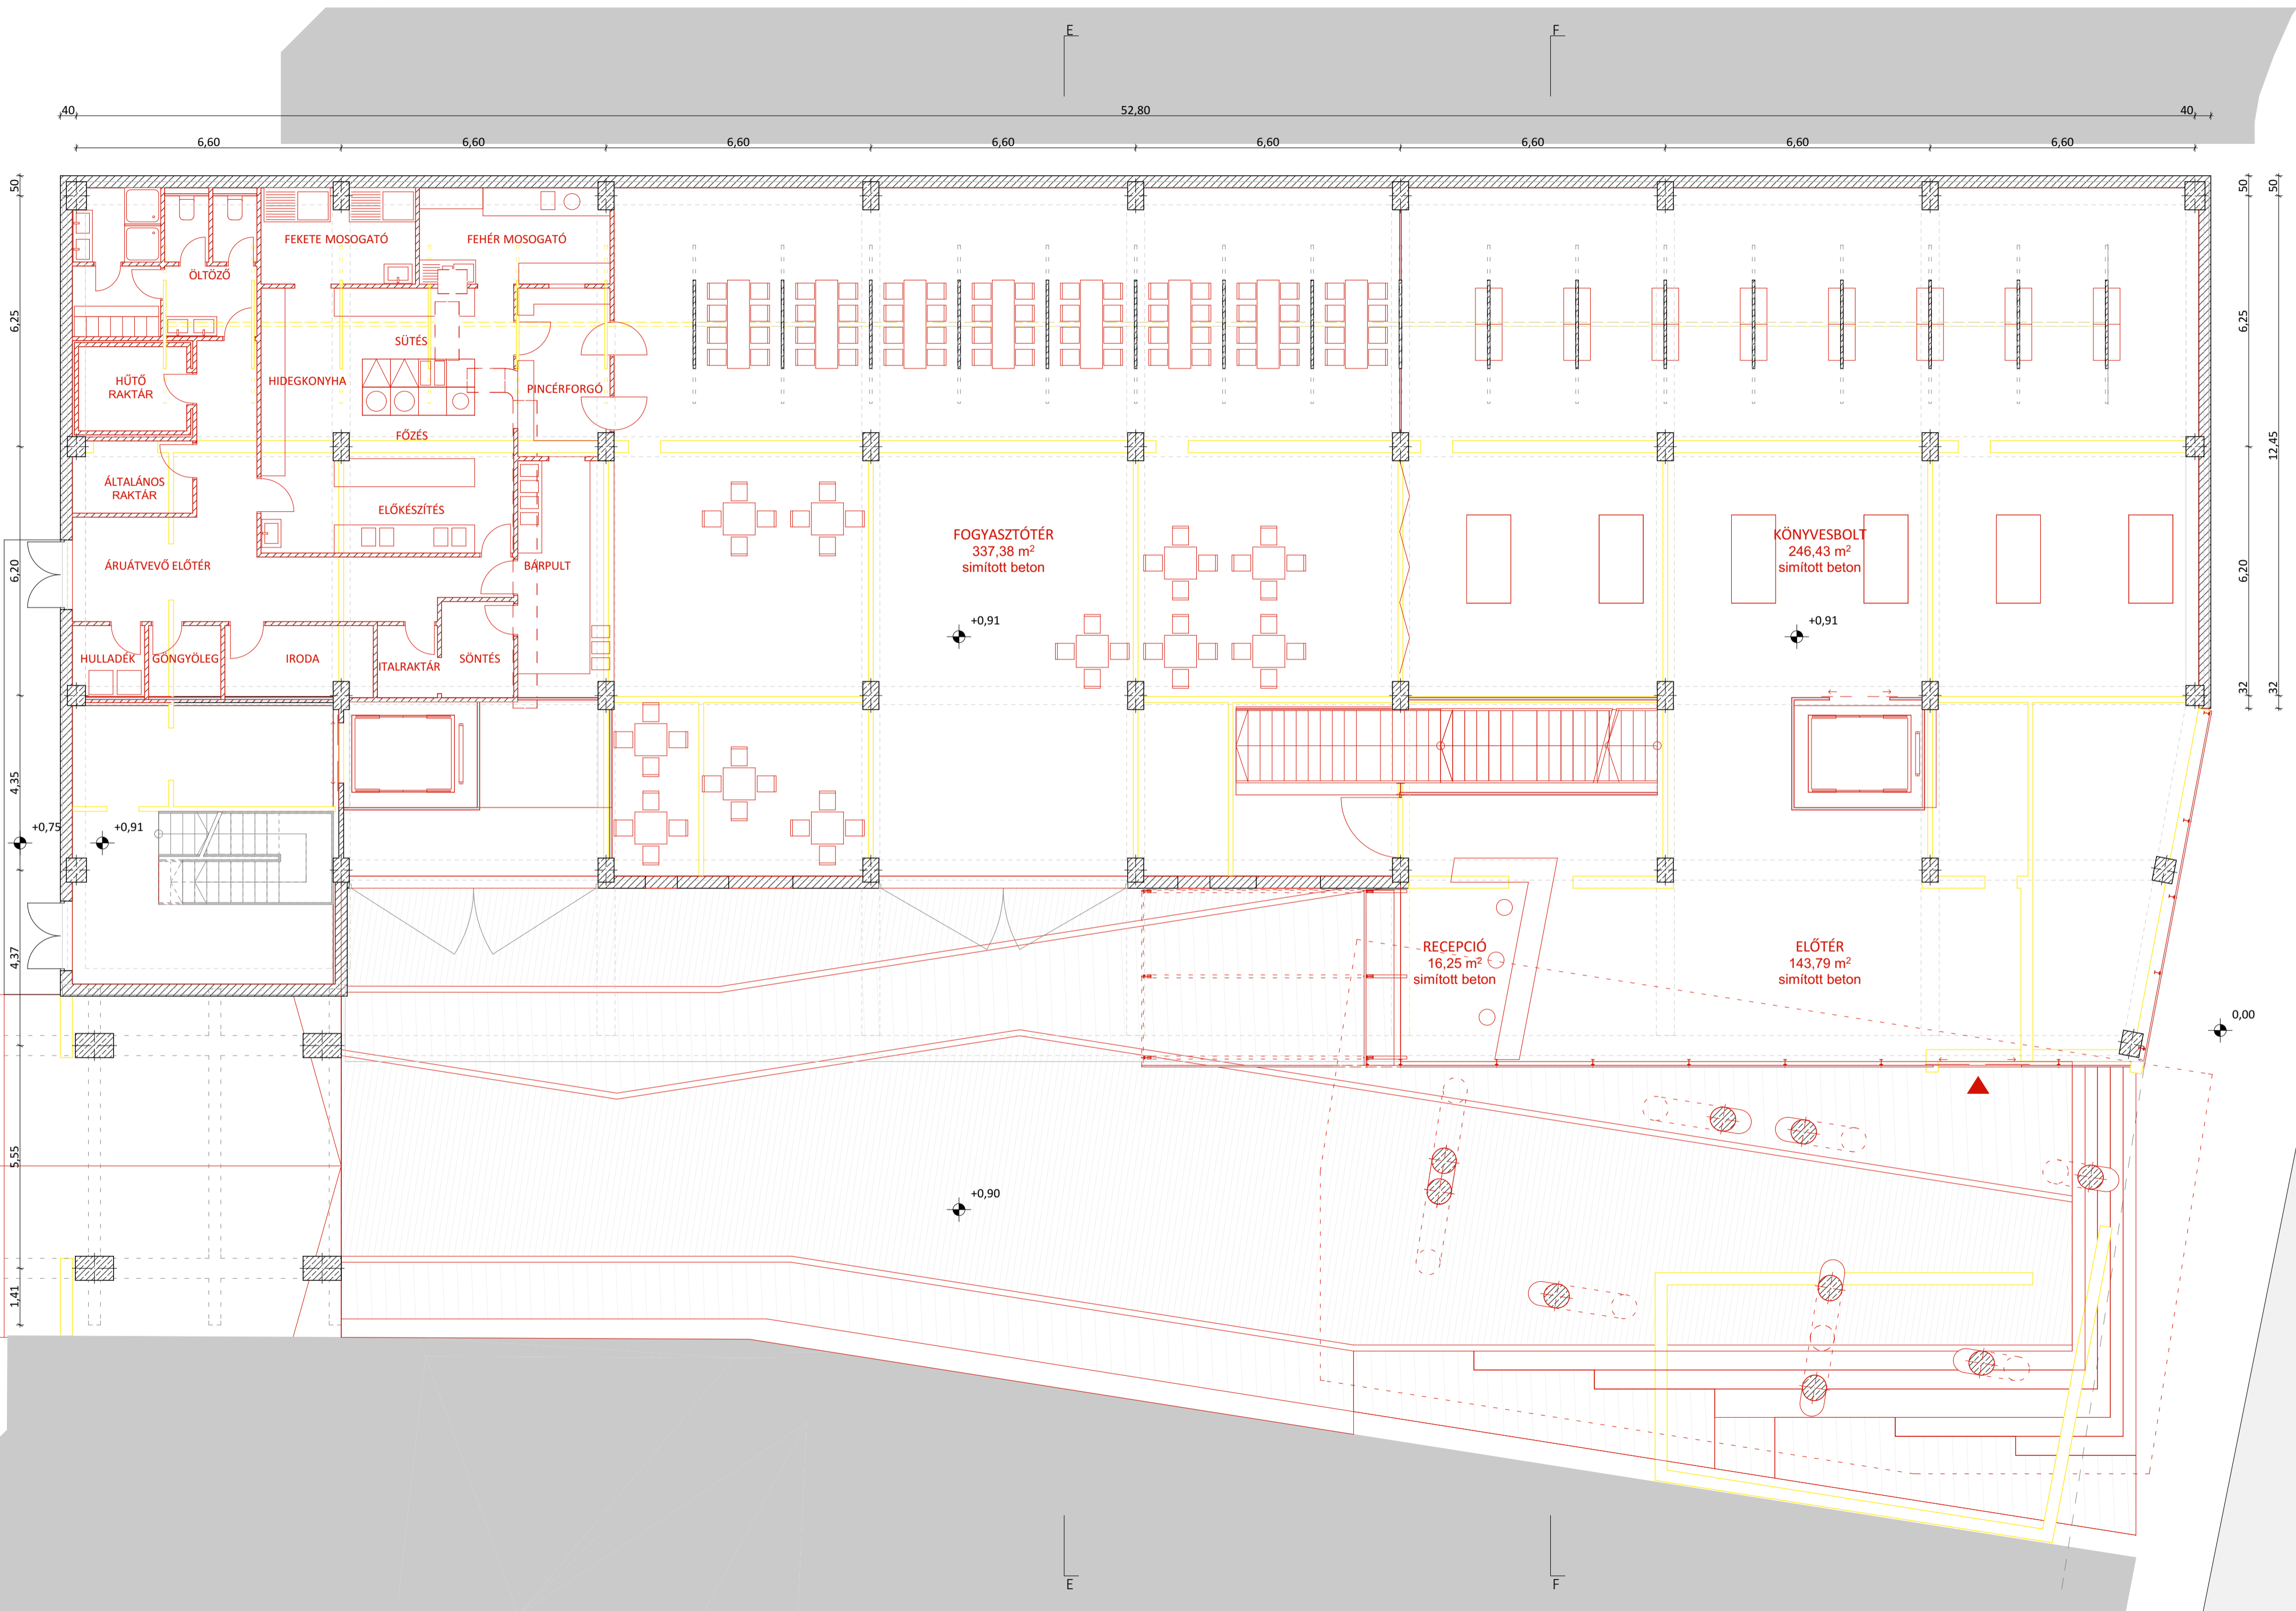 E
F
40
52,80
40
6,60
6,60
6,60
6,60
6,60
6,60
6,60
6,60
50
6,25
6,20
4,35
4,37
5,55
1,41
50
6,25
6,20
32
50
12,45
32
FEKETE MOSOGATÓ
FEHÉR MOSOGATÓ
ÖLTÖZŐ
SÜTÉS
HŰTŐ
RAKTÁR
HIDEGKONYHA
PINCÉRFORGÓ
FŐZÉS
ÁLTALÁNOS
RAKTÁR
ELŐKÉSZÍTÉS
ÁRUÁTVEVŐ ELŐTÉR
BÁRPULT
FOGYASZTÓTÉR
337,38 m²
simított beton
+0,91
KÖNYVESBOLT
246,43 m²
simított beton
+0,91
HULLADÉK
GÖNGYÖLEG
IRODA
ITALRAKTÁR
SÖNTÉS
+0,75
+0,91
RECEPCIÓ
16,25 m²
simított beton
ELŐTÉR
143,79 m²
simított beton
0,00
+0,90
E
F